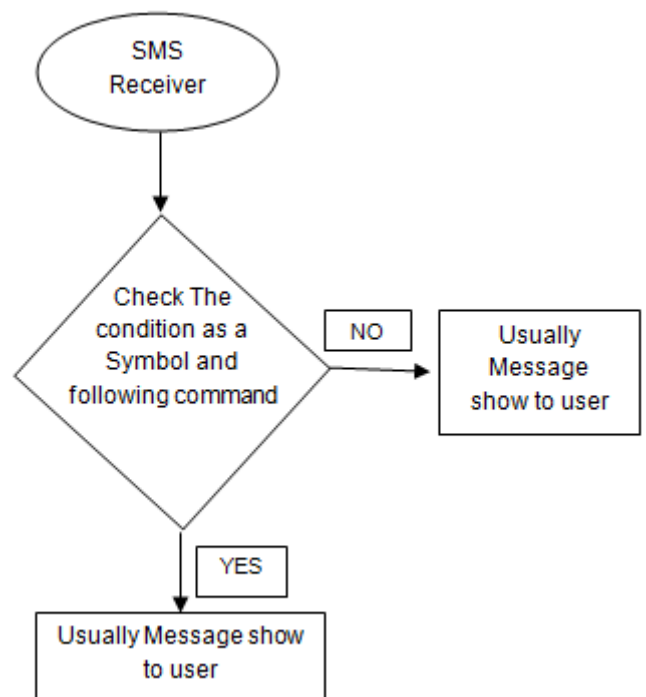 SMS
Receiver
Check The
condition as a
Symbol and
following command
NO
Usually
Message
show to user
YES
Usually Message show
to user